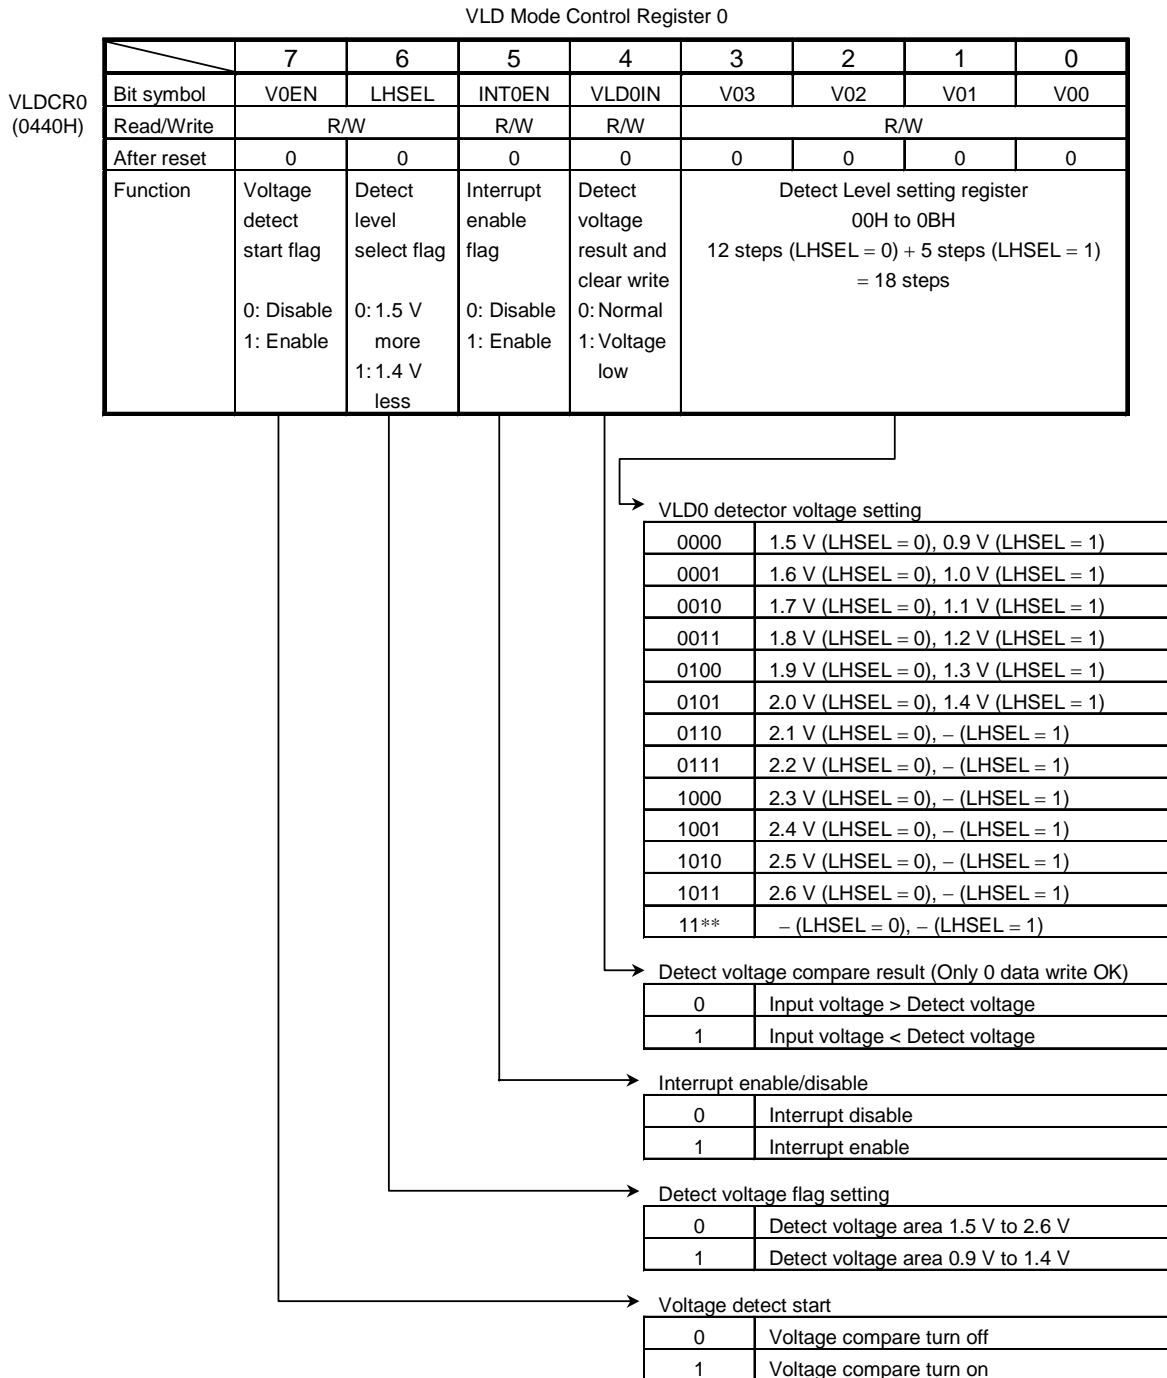 VLD Mode Control Register 0
7 6 5 4 3 2 1 0
VLDCR0
(0440H)
Bit symbol V0EN LHSEL INT0EN VLD0IN V03 V02 V01 V00
Read/Write R/W R/W R/W R/W
After reset 0 0 0 0 0 0 0 0
Function Voltage Detect Interrupt Detect Detect Level setting register
detect level enable voltage 00H to 0BH
start flag select flag flag result and 12 steps (LHSEL = 0) + 5 steps (LHSEL = 1)
clear write = 18 steps
0: Disable 0: 1.5 V 0: Disable 0: Normal
1: Enable more 1: Enable 1: Voltage
1: 1.4 V low
less
VLD0 detector voltage setting
0000 1.5 V (LHSEL = 0), 0.9 V (LHSEL = 1)
0001 1.6 V (LHSEL = 0), 1.0 V (LHSEL = 1)
0010 1.7 V (LHSEL = 0), 1.1 V (LHSEL = 1)
0011 1.8 V (LHSEL = 0), 1.2 V (LHSEL = 1)
0100 1.9 V (LHSEL = 0), 1.3 V (LHSEL = 1)
0101 2.0 V (LHSEL = 0), 1.4 V (LHSEL = 1)
0110 2.1 V (LHSEL = 0), − (LHSEL = 1)
0111 2.2 V (LHSEL = 0), − (LHSEL = 1)
1000 2.3 V (LHSEL = 0), − (LHSEL = 1)
1001 2.4 V (LHSEL = 0), − (LHSEL = 1)
1010 2.5 V (LHSEL = 0), − (LHSEL = 1)
1011 2.6 V (LHSEL = 0), − (LHSEL = 1)
11** − (LHSEL = 0), − (LHSEL = 1)
Detect voltage compare result (Only 0 data write OK)
0 Input voltage > Detect voltage
1 Input voltage < Detect voltage
Interrupt enable/disable
0 Interrupt disable
1 Interrupt enable
Detect voltage flag setting
0 Detect voltage area 1.5 V to 2.6 V
1 Detect voltage area 0.9 V to 1.4 V
Voltage detect start
0 Voltage compare turn off
1 Voltage compare turn on